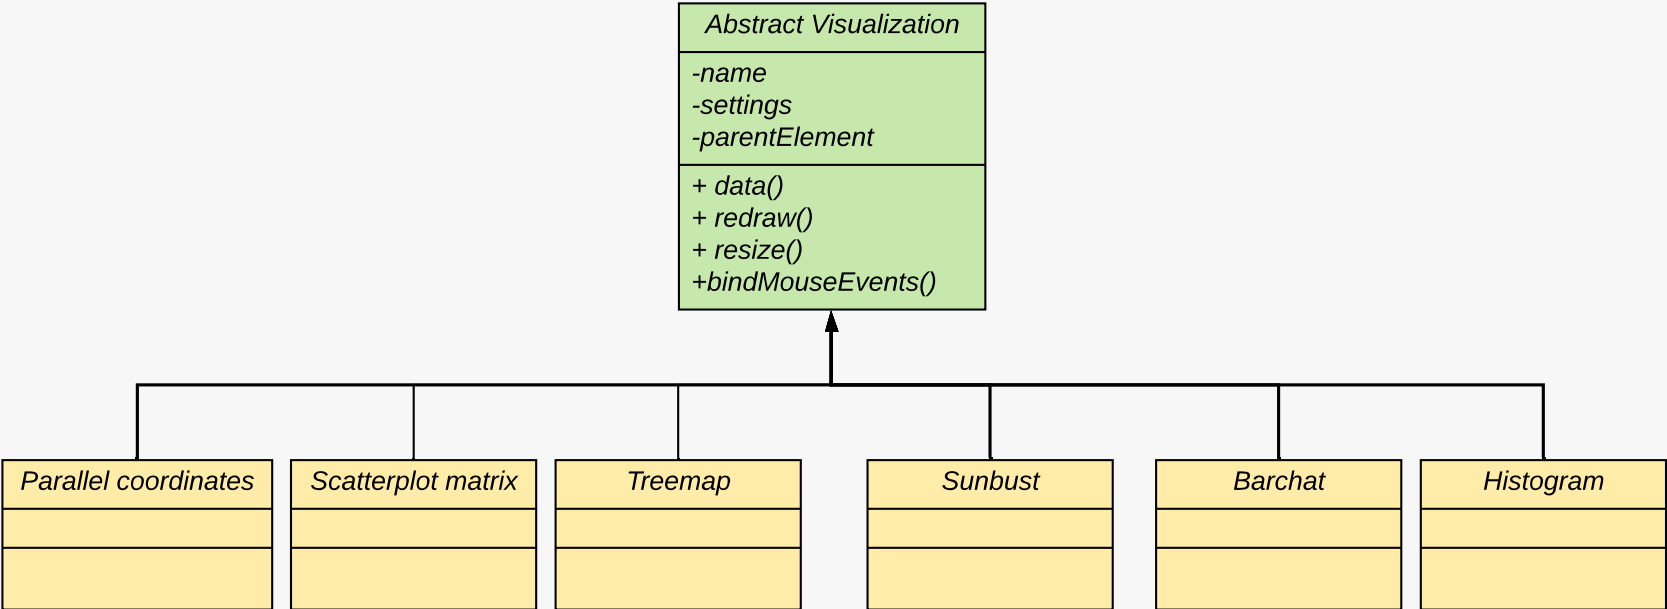 Abstract Visualization
-name
-settings
-parentElement
+ data()
+ redraw()
+ resize()
+bindMouseEvents()
Parallel coordinates
Scatterplot matrix
Treemap
Sunbust
Barchat
Histogram